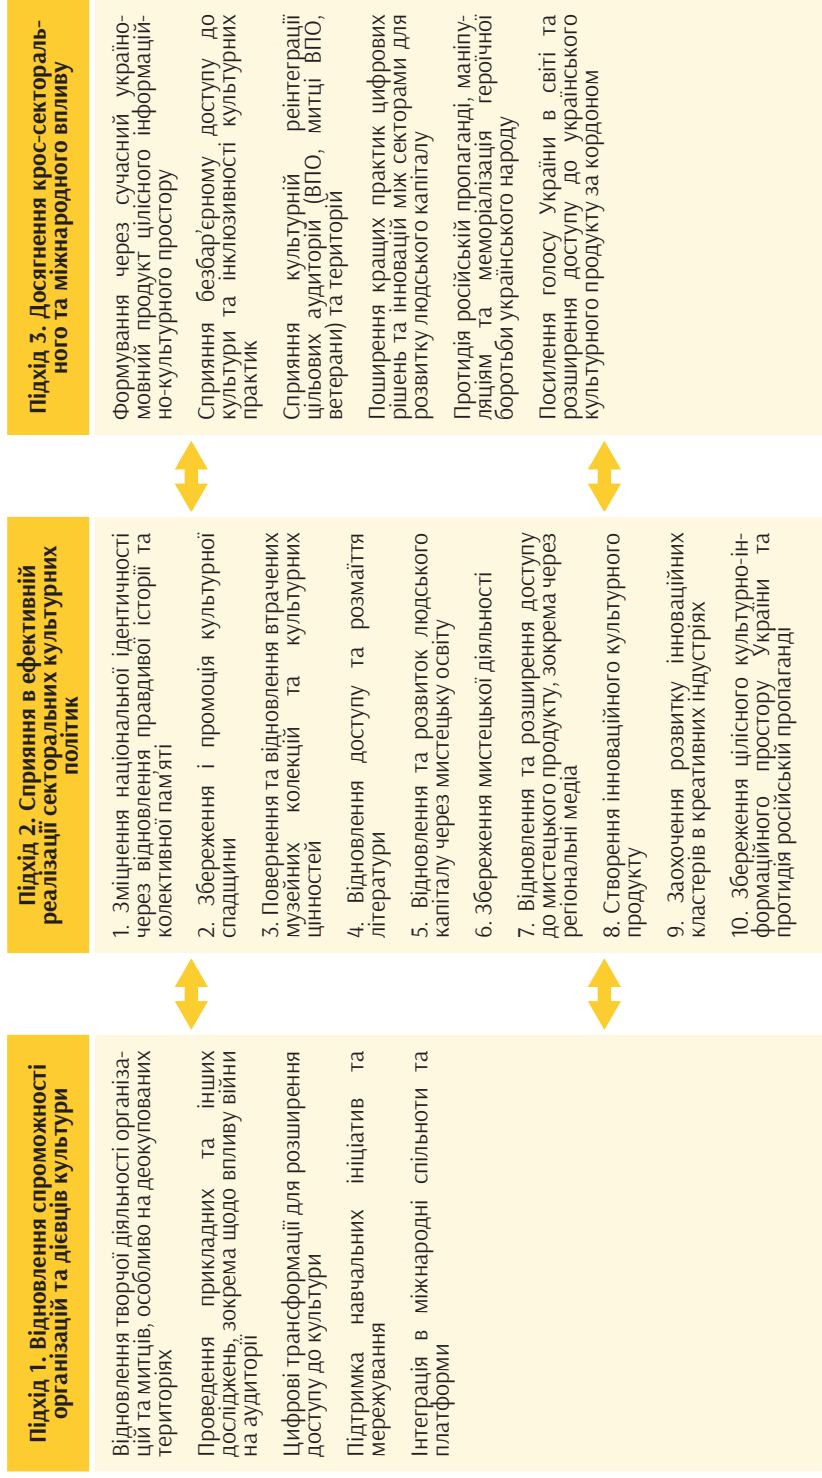 Підхід 1. Відновлення спроможності
організацій та дієвців культури
Відновлення творчої діяльності організа-
цій та митців, особливо на деокупованих
територіях
Проведення прикладних та інших
досліджень, зокрема щодо впливу війни
на аудиторії
Цифрові трансформації для розширення
доступу до культури
Підтримка навчальних ініціатив та
мережування
Інтеграція в міжнародні спільноти та
платформи
Підхід 2. Сприяння в ефективній
реалізації секторальних культурних
політик
1. Зміцнення національної ідентичності
через відновлення правдивої історії та
колективної пам’яті
2. Збереження і промоція культурної
спадщини
3. Повернення та відновлення втрачених
музейних колекцій та культурних
цінностей
4. Відновлення доступу та розмаїття
літератури
5. Відновлення та розвиток людського
капіталу через мистецьку освіту
6. Збереження мистецької діяльності
7. Відновлення та розширення доступу
до мистецького продукту, зокрема через
регіональні медіа
8. Створення інноваційного культурного
продукту
9. Заохочення розвитку інноваційних
кластерів в креативних індустріях
10. Збереження цілісного культурно-ін-
формаційного простору України та
протидія російській пропаганді
Підхід 3. Досягнення крос-сектораль-
ного та міжнародного впливу
Формування через сучасний україно-
мовний продукт цілісного інформацій-
но-культурного простору
Сприяння безбар’єрному доступу до
культури та інклюзивності культурних
практик
Сприяння культурній реінтеграції
цільових аудиторій (ВПО, митці ВПО,
ветерани) та територій
Поширення кращих практик цифрових
рішень та інновацій між секторами для
розвитку людського капіталу
Протидія російській пропаганді, маніпу-
ляціям та меморіалізація героїчної
боротьби українського народу
Посилення голосу України в світі та
розширення доступу до українського
культурного продукту за кордоном